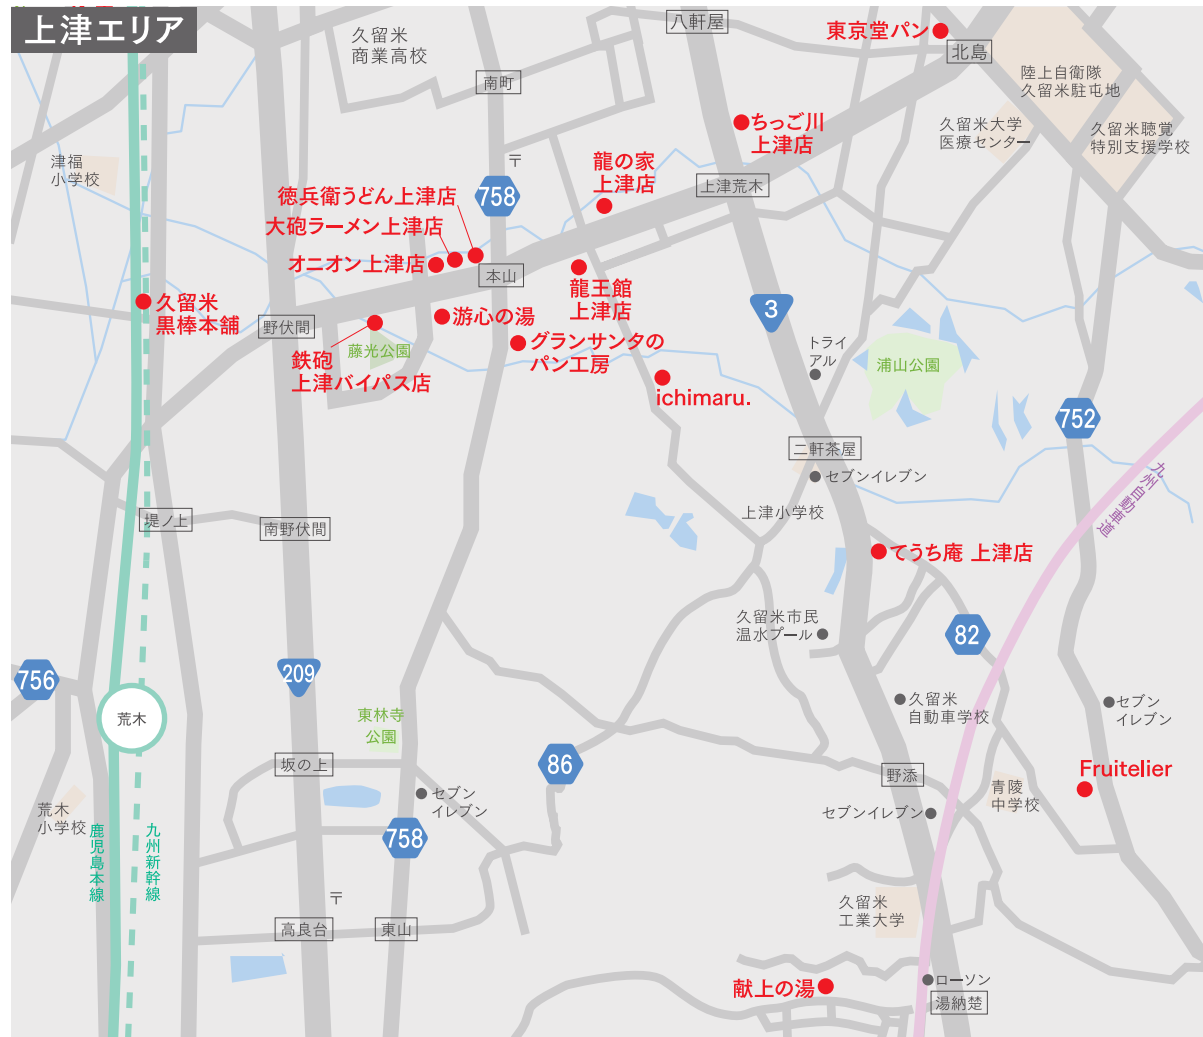 上津エリア
久留米
商業高校
八軒屋
東京堂パン
北島
南町
陸上自衛隊
久留米駐屯地
ちっご川
上津店
久留米大学
医療センター
久留米聴覚
特別支援学校
津福
小学校
〒
龍の家
上津店
758
徳兵衛うどん上津店
上津荒木
大砲ラーメン上津店
オニオン上津店
本山
龍王館
上津店
久留米
黒棒本舗
野伏間
游心の湯
3
鉄砲
上津バイパス店
藤光公園
グランサンタの
パン工房
トライ
アル
浦山公園
ichimaru.
752
二軒茶屋
セブンイレブン
九州自動車道
堤ノ上
南野伏間
上津小学校
てうち庵 上津店
久留米市民
温水プール
82
756
209
荒木
東林寺
公園
久留米
自動車学校
セブン
イレブン
坂の上
86
野添
Fruitelier
荒木
小学校
セブン
イレブン
青陵
中学校
セブンイレブン
鹿児島本線
九州新幹線
758
〒
高良台
東山
久留米
工業大学
献上の湯
ローソン
湯納楚